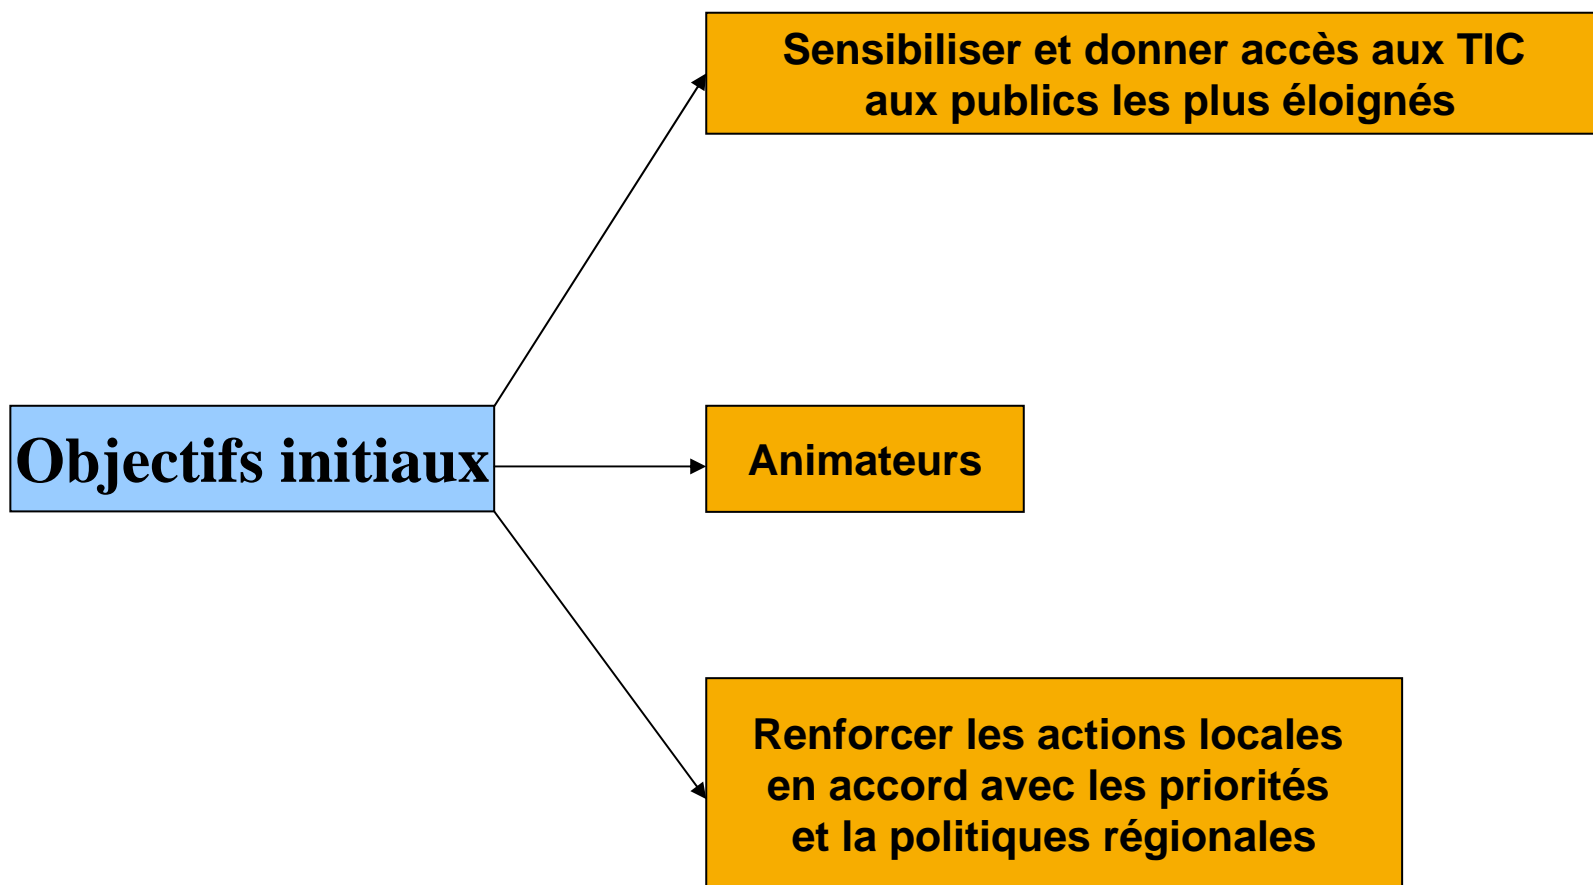 Sensibiliser et donner accès aux TIC
aux publics les plus éloignés
Objectifs initiaux
Animateurs
Renforcer les actions locales
en accord avec les priorités
et la politiques régionales